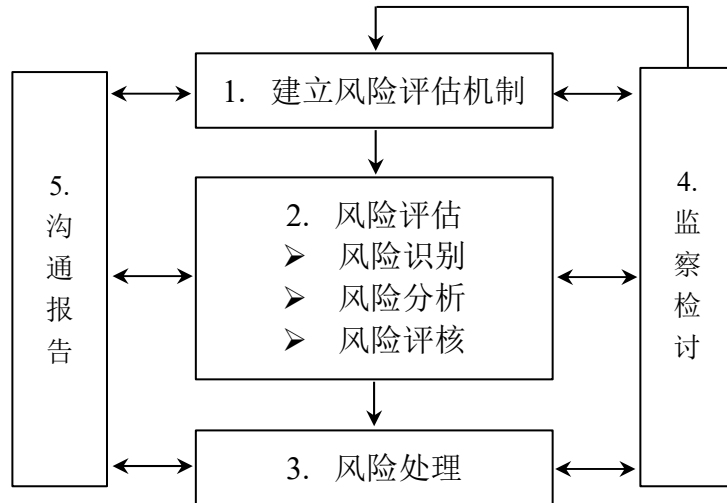 1. 建立风险评估机制
5.
沟
通
报
告
2. 风险评估
➢ 风险识别
➢ 风险分析
➢ 风险评核
4.
监
察
检
讨
3. 风险处理